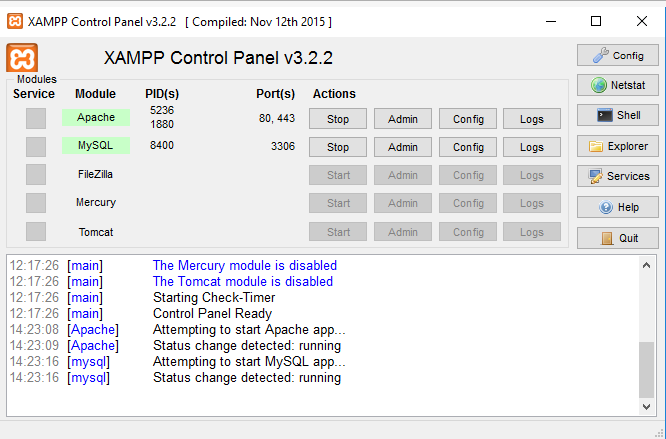 XAMPP Control Panel v3.2.2 [ Compiled: Nov 12th 2015 ]
XAMPP Control Panel v3.2.2
Config
Modules
Service Module PID(s) Port(s) Actions
Netstat
Apache 5236 1880 80, 443 Stop Admin Config Logs
Shell
MySQL 8400 3306 Stop Admin Config Logs
Explorer
FileZilla Start Admin Config Logs
Services
Mercury Start Admin Config Logs
Help
Tomcat Start Admin Config Logs
Quit
12:17:26 [main] The Mercury module is disabled
12:17:26 [main] The Tomcat module is disabled
12:17:26 [main] Starting Check-Timer
12:17:26 [main] Control Panel Ready
14:23:08 [Apache] Attempting to start Apache app...
14:23:09 [Apache] Status change detected: running
14:23:16 [mysql] Attempting to start MySQL app...
14:23:16 [mysql] Status change detected: running